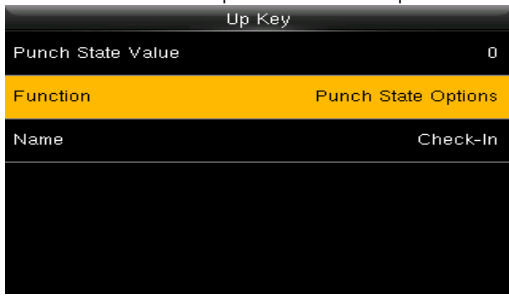 Up Key
Punch State Value 0
Function Punch State Options
Name Check-In